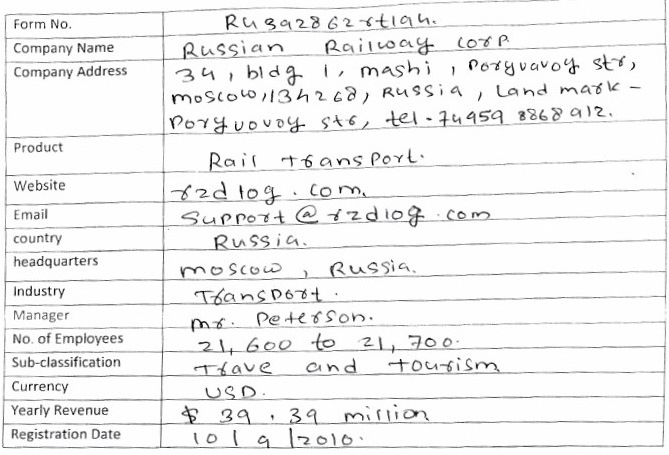 Form No. Ru39286271ah.
Company Name Russian Railway corp.
Company Address 34, bldg 1, mashi, Poryvavoy str,
moscow,134268, Russia, Land mark -
Poryvovoy str, tel - 74959 8868912.
Product Rail transport.
Website rzdlog.com.
Email Support@rzdlog.com
country Russia.
headquarters moscow, Russia.
Industry Transport.
Manager mr. Peterson.
No. of Employees 21,600 to 21,700.
Sub-classification Trave and tourism
Currency USD.
Yearly Revenue $ 39.39 million
Registration Date 10/9/2010.